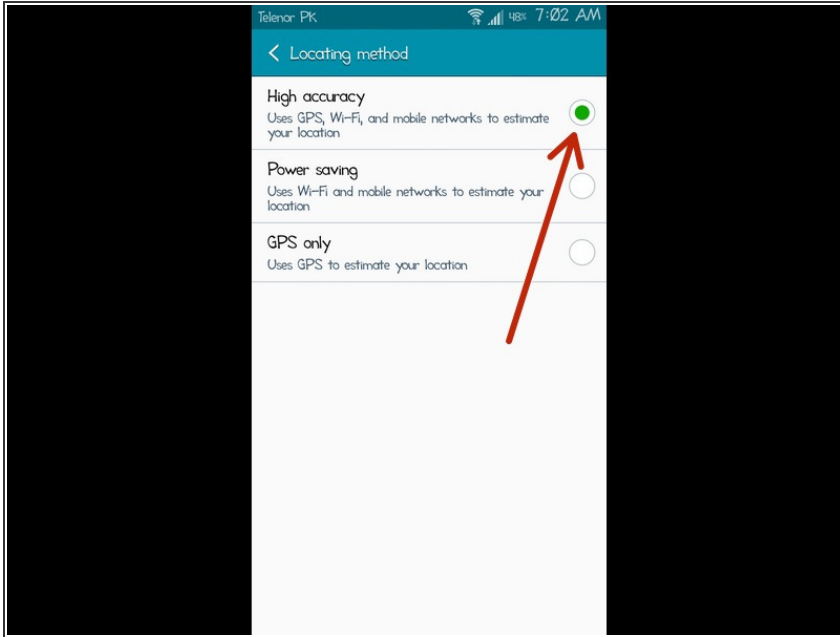 Telenor PK 48% 7:02 AM
Locating method
High accuracy
Uses GPS, Wi-Fi, and mobile networks to estimate
your location
Power saving
Uses Wi-Fi and mobile networks to estimate your
location
GPS only
Uses GPS to estimate your location